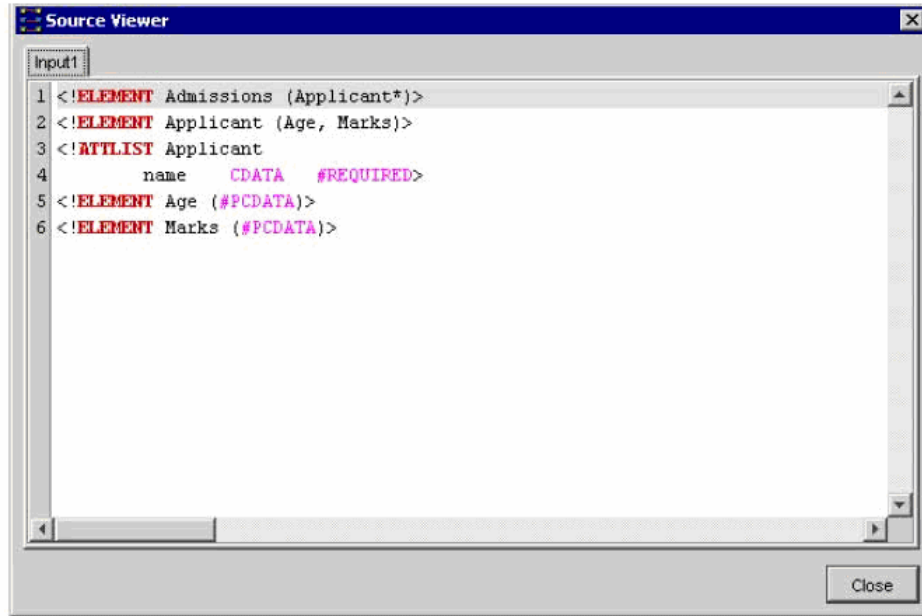 Source Viewer
Input1
1 <!ELEMENT Admissions (Applicant*)>
2 <!ELEMENT Applicant (Age, Marks)>
3 <!ATTLIST Applicant
4 name CDATA #REQUIRED>
5 <!ELEMENT Age (#PCDATA)>
6 <!ELEMENT Marks (#PCDATA)>
Close